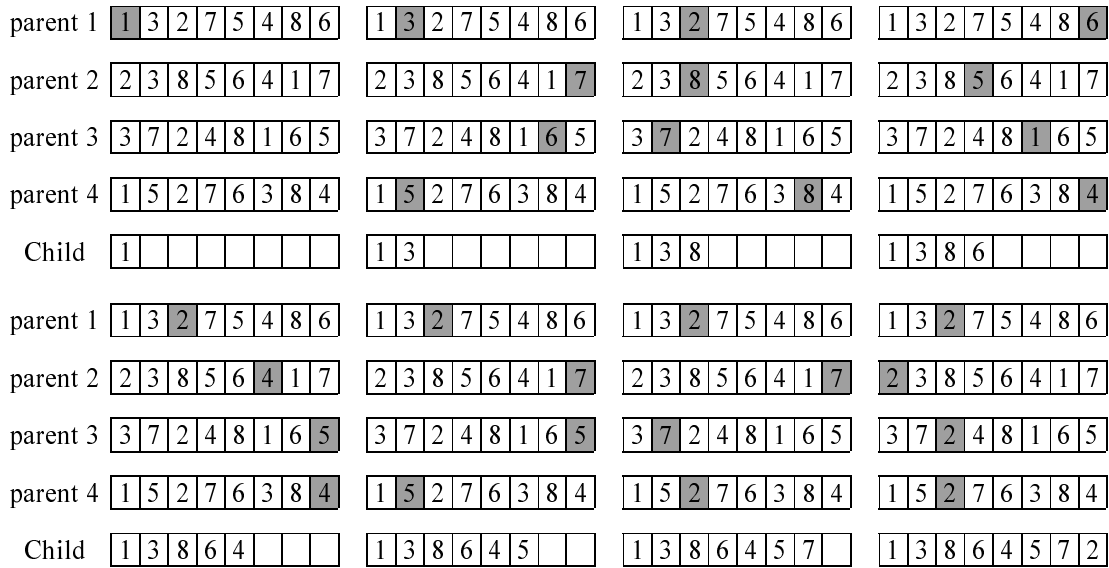 parent 1 1 3 2 7 5 4 8 6 1 3 2 7 5 4 8 6 1 3 2 7 5 4 8 6 1 3 2 7 5 4 8 6
parent 2 2 3 8 5 6 4 1 7 2 3 8 5 6 4 1 7 2 3 8 5 6 4 1 7 2 3 8 5 6 4 1 7
parent 3 3 7 2 4 8 1 6 5 3 7 2 4 8 1 6 5 3 7 2 4 8 1 6 5 3 7 2 4 8 1 6 5
parent 4 1 5 2 7 6 3 8 4 1 5 2 7 6 3 8 4 1 5 2 7 6 3 8 4 1 5 2 7 6 3 8 4
Child 1 1 3 1 3 8 1 3 8 6
parent 1 1 3 2 7 5 4 8 6 1 3 2 7 5 4 8 6 1 3 2 7 5 4 8 6 1 3 2 7 5 4 8 6
parent 2 2 3 8 5 6 4 1 7 2 3 8 5 6 4 1 7 2 3 8 5 6 4 1 7 2 3 8 5 6 4 1 7
parent 3 3 7 2 4 8 1 6 5 3 7 2 4 8 1 6 5 3 7 2 4 8 1 6 5 3 7 2 4 8 1 6 5
parent 4 1 5 2 7 6 3 8 4 1 5 2 7 6 3 8 4 1 5 2 7 6 3 8 4 1 5 2 7 6 3 8 4
Child 1 3 8 6 4 1 3 8 6 4 5 1 3 8 6 4 5 7 1 3 8 6 4 5 7 2